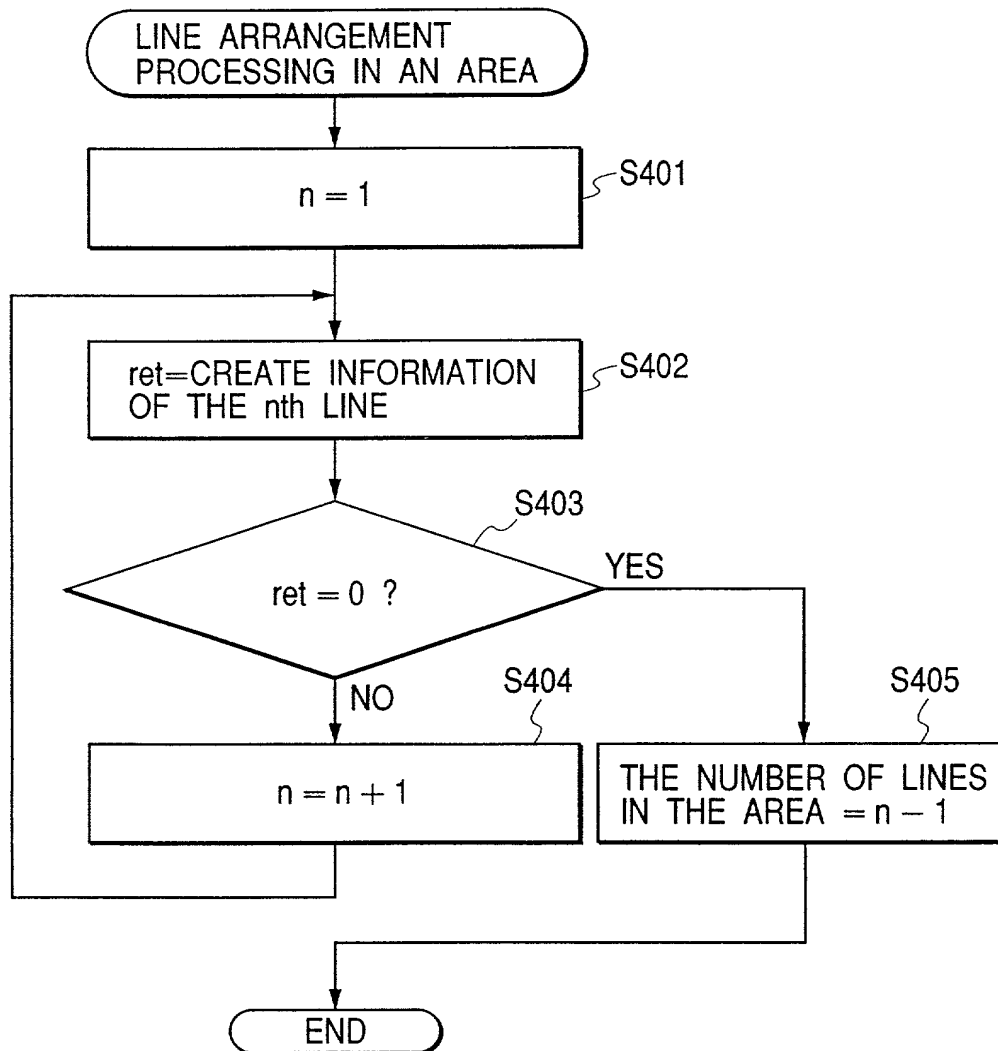 LINE ARRANGEMENT
PROCESSING IN AN AREA
n = 1
S401
ret=CREATE INFORMATION
OF THE nth LINE
S402
S403
ret = 0 ?
YES
NO
S404
n = n + 1
S405
THE NUMBER OF LINES
IN THE AREA = n - 1
END